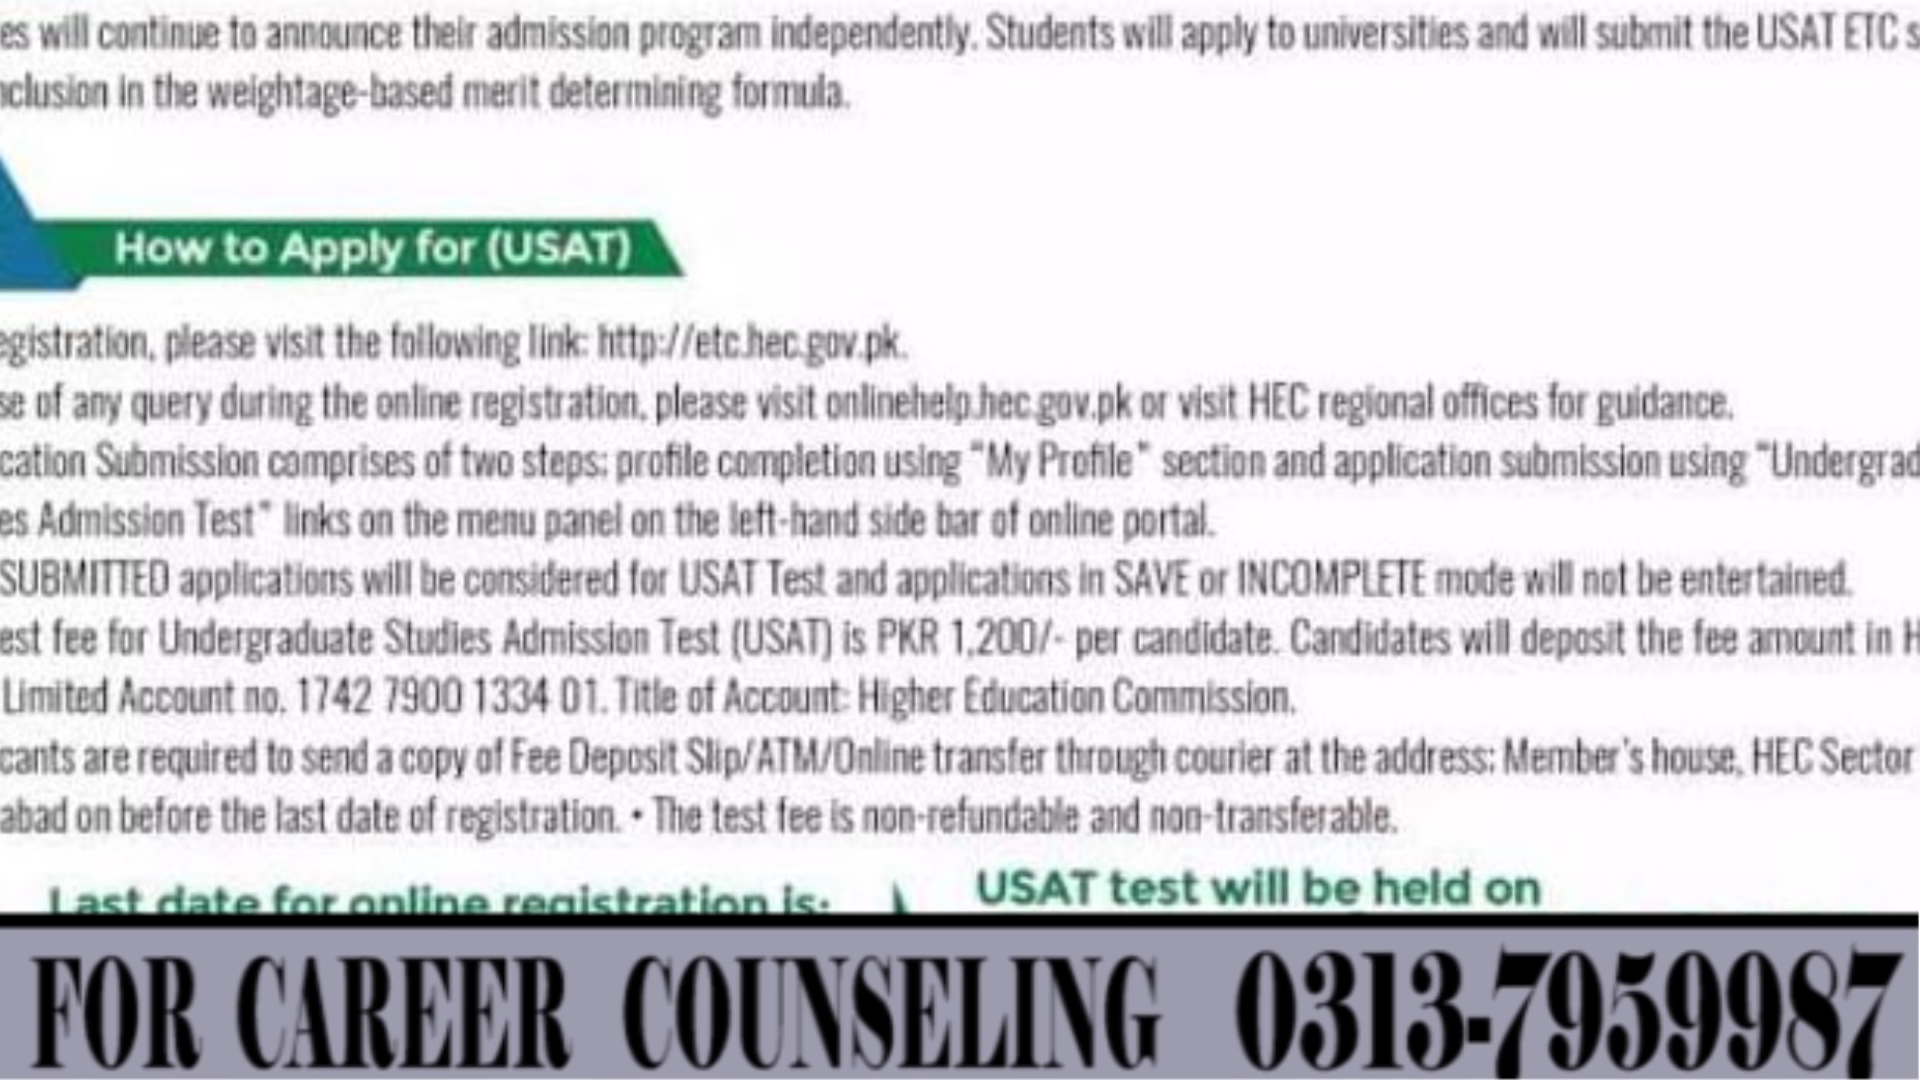 es will continue to announce their admission program independently. Students will apply to universities and will submit the USAT ETC s
nclusion in the weightage-based merit determining formula.
How to Apply for (USAT)
egistration, please visit the following link: http://etc.hec.gov.pk.
se of any query during the online registration, please visit onlinehelp.hec.gov.pk or visit HEC regional offices for guidance.
cation Submission comprises of two steps: profile completion using "My Profile" section and application submission using "Undergrad
es Admission Test" links on the menu panel on the left-hand side bar of online portal.
SUBMITTED applications will be considered for USAT Test and applications in SAVE or INCOMPLETE mode will not be entertained.
est fee for Undergraduate Studies Admission Test (USAT) is PKR 1,200/- per candidate. Candidates will deposit the fee amount in H
Limited Account no. 1742 7900 1334 01. Title of Account: Higher Education Commission.
cants are required to send a copy of Fee Deposit Slip/ATM/Online transfer through courier at the address: Member's house, HEC Sector
abad on before the last date of registration. • The test fee is non-refundable and non-transferable.
Last date for online registration is:
USAT test will be held on
FOR CAREER COUNSELING 0313-7959987